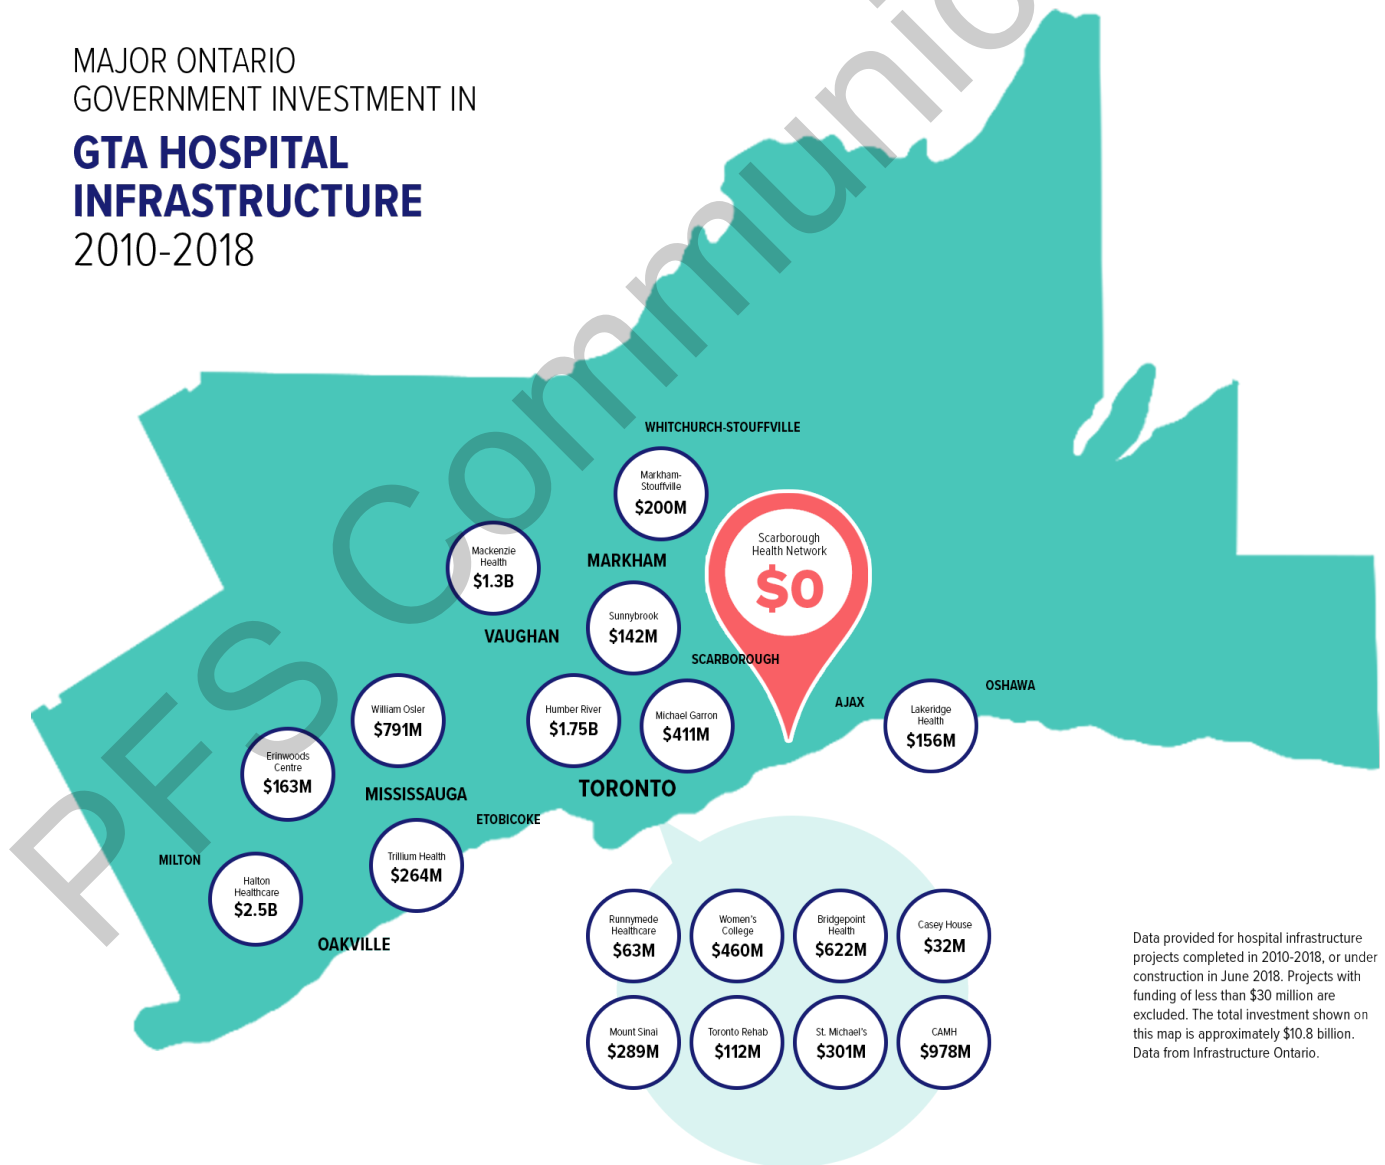 MAJOR ONTARIO
GOVERNMENT INVESTMENT IN
GTA HOSPITAL
INFRASTRUCTURE
2010-2018
WHITCHURCH-STOUFFVILLE
Markham-
Stouffville
$200M
Mackenzie
Health
$1.3B
MARKHAM
Scarborough
Health Network
$0
Sunnybrook
$142M
VAUGHAN
SCARBOROUGH
William Osler
$791M
Humber River
$1.75B
Michael Garron
$411M
AJAX
Lakeridge
Health
$156M
OSHAWA
Erinwoods
Centre
$163M
MISSISSAUGA
TORONTO
ETOBICOKE
MILTON
Trillium Health
$264M
Halton
Healthcare
$2.5B
OAKVILLE
Runnymede
Healthcare
$63M
Women's
College
$460M
Bridgepoint
Health
$622M
Casey House
$32M
Mount Sinai
$289M
Toronto Rehab
$112M
St. Michael's
$301M
CAMH
$978M
Data provided for hospital infrastructure
projects completed in 2010-2018, or under
construction in June 2018. Projects with
funding of less than $30 million are
excluded. The total investment shown on
this map is approximately $10.8 billion.
Data from Infrastructure Ontario.
PFS